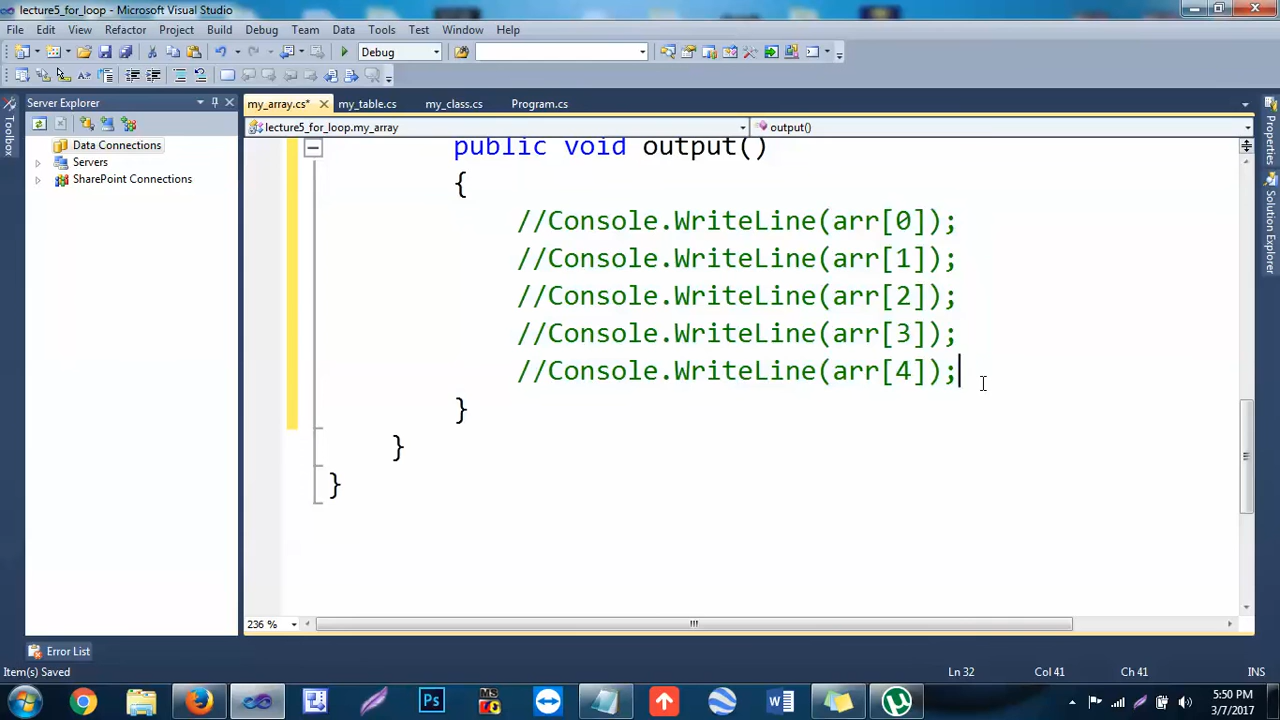 lecture5_for_loop - Microsoft Visual Studio
File Edit View Refactor Project Build Debug Team Data Tools Test Window Help
Debug
Server Explorer
my_array.cs* my_table.cs my_class.cs Program.cs
lecture5_for_loop.my_array output()
Data Connections
Servers
SharePoint Connections
Toolbox
Properties
Solution Explorer
public void output()
{
//Console.WriteLine(arr[0]);
//Console.WriteLine(arr[1]);
//Console.WriteLine(arr[2]);
//Console.WriteLine(arr[3]);
//Console.WriteLine(arr[4]);
}
}
}
236 %
Error List
Item(s) Saved Ln 32 Col 41 Ch 41 INS
Ps
MS
W
µ
5:50 PM
3/7/2017